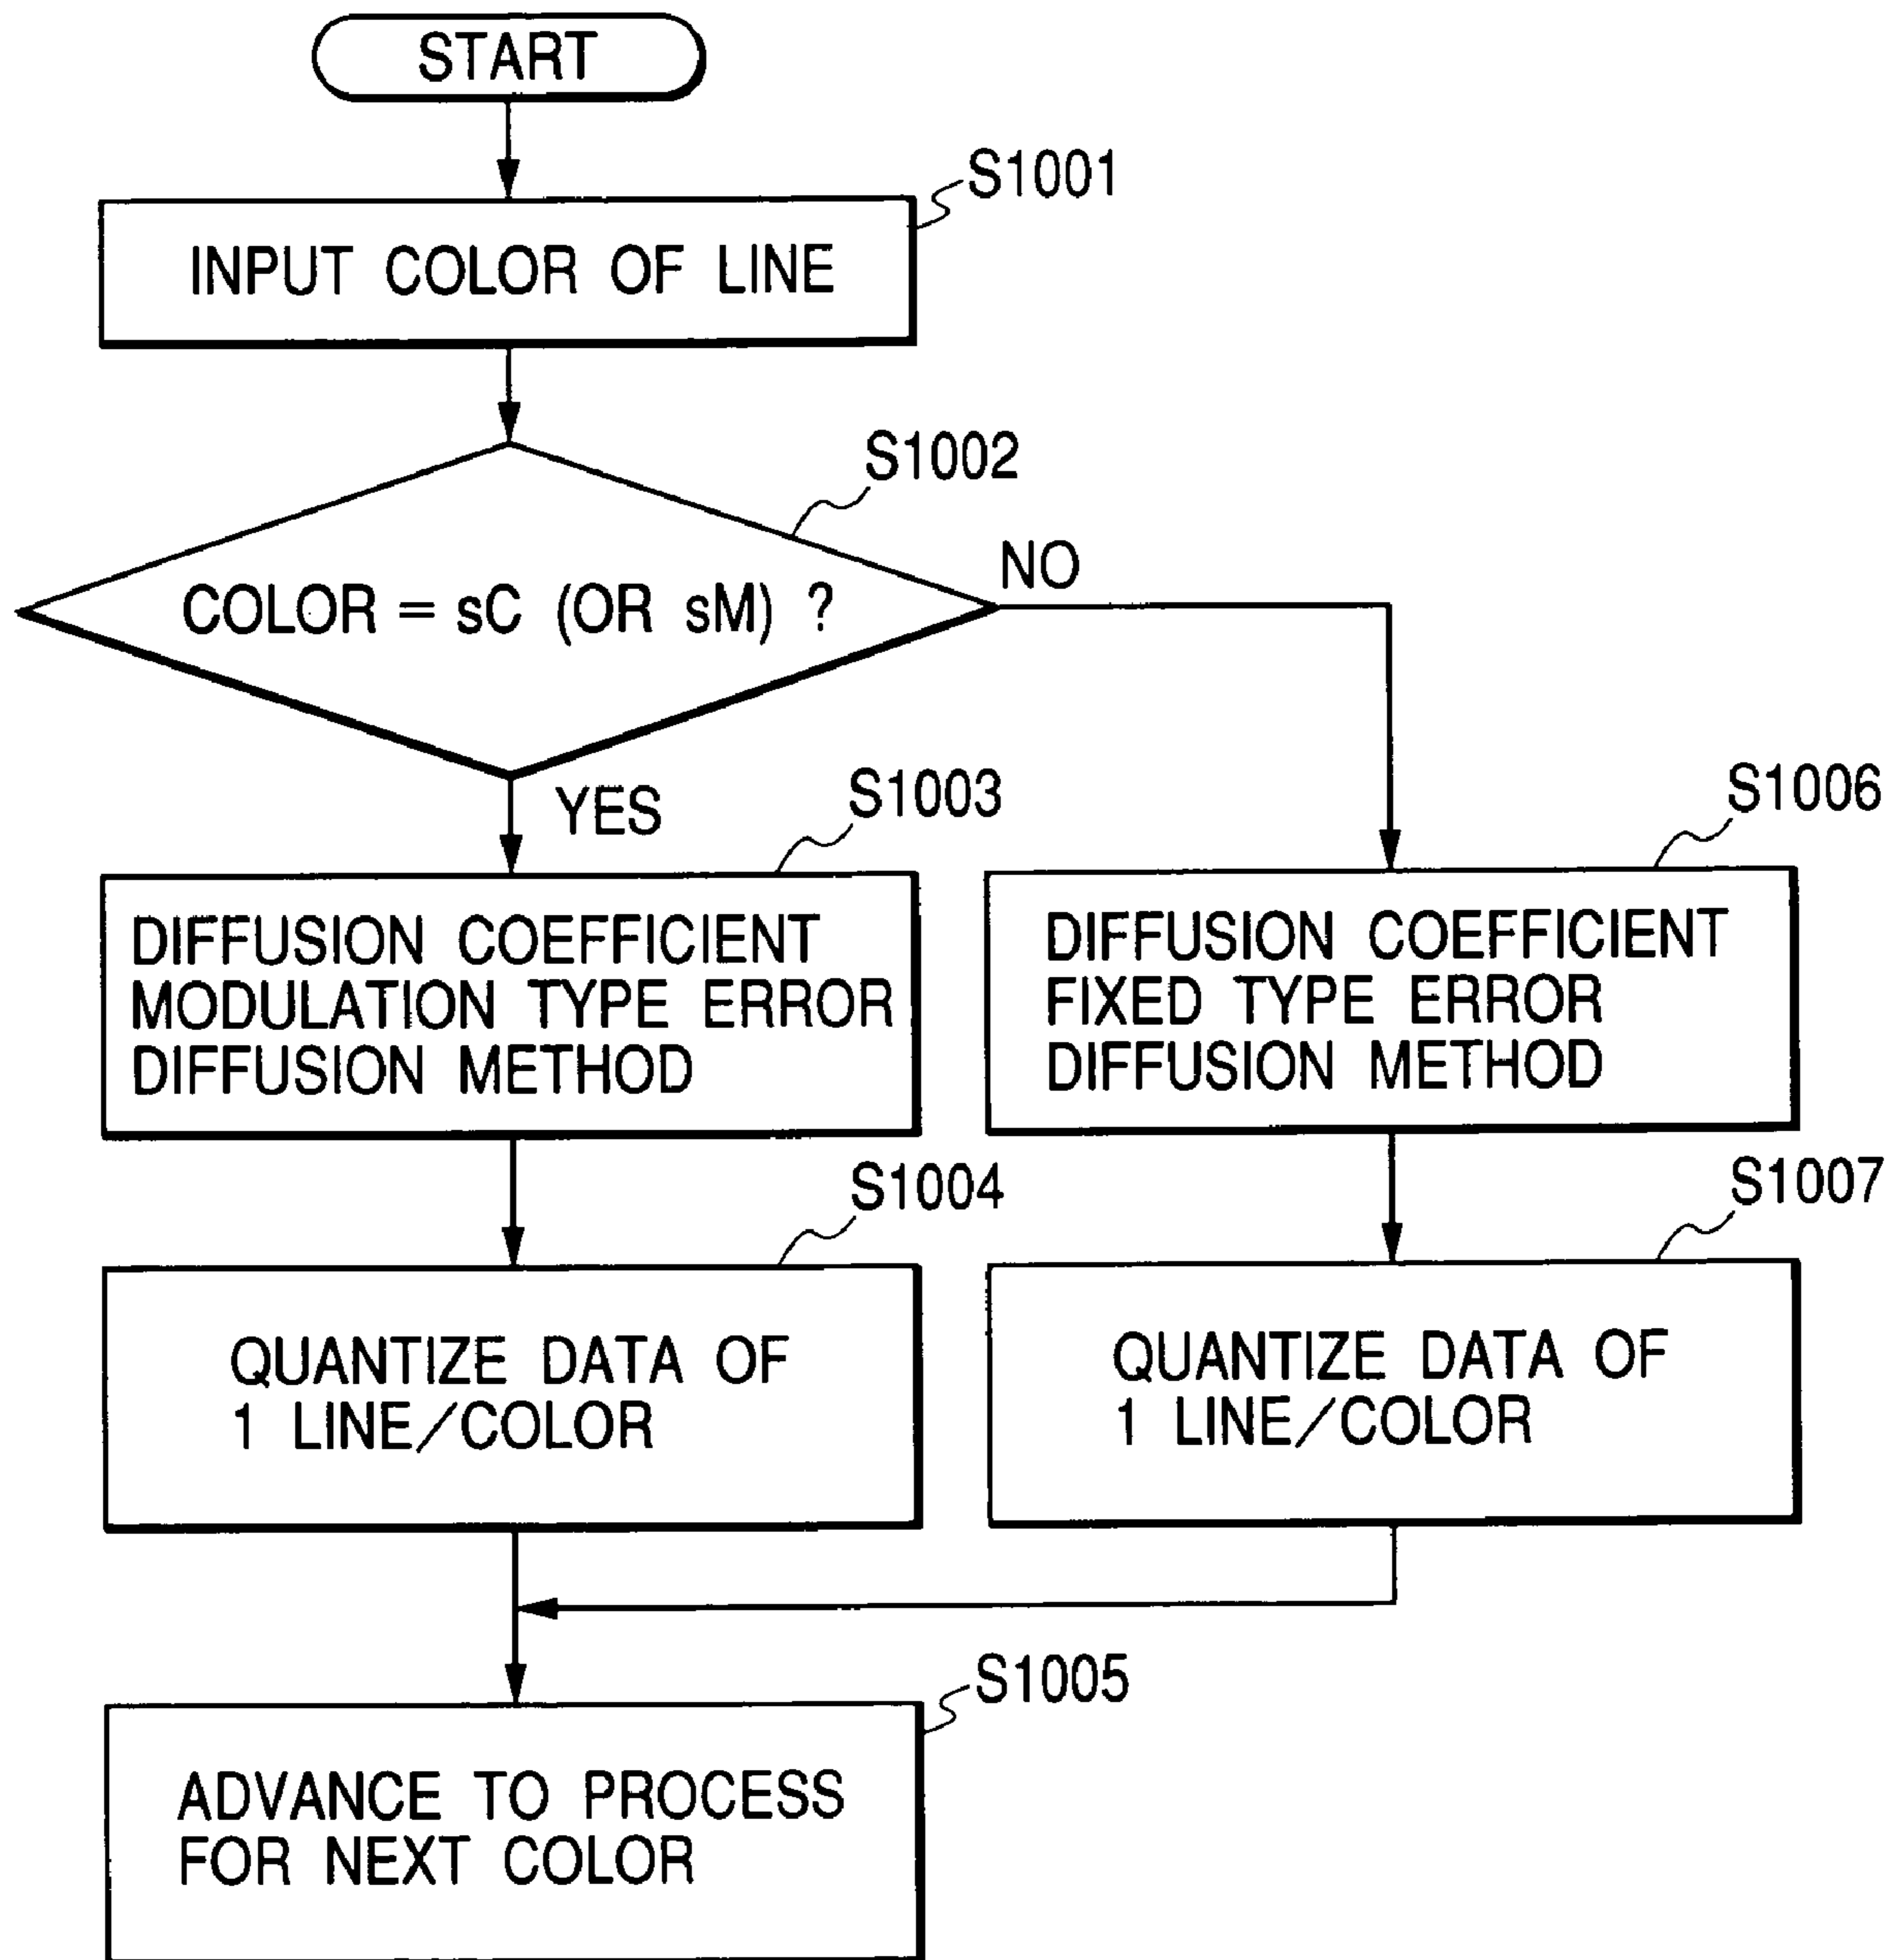 START
S1001
INPUT COLOR OF LINE
S1002
COLOR = sC (OR sM) ?
NO
YES
S1003
DIFFUSION COEFFICIENT
MODULATION TYPE ERROR
DIFFUSION METHOD
S1006
DIFFUSION COEFFICIENT
FIXED TYPE ERROR
DIFFUSION METHOD
S1004
QUANTIZE DATA OF
1 LINE/COLOR
S1007
QUANTIZE DATA OF
1 LINE/COLOR
S1005
ADVANCE TO PROCESS
FOR NEXT COLOR